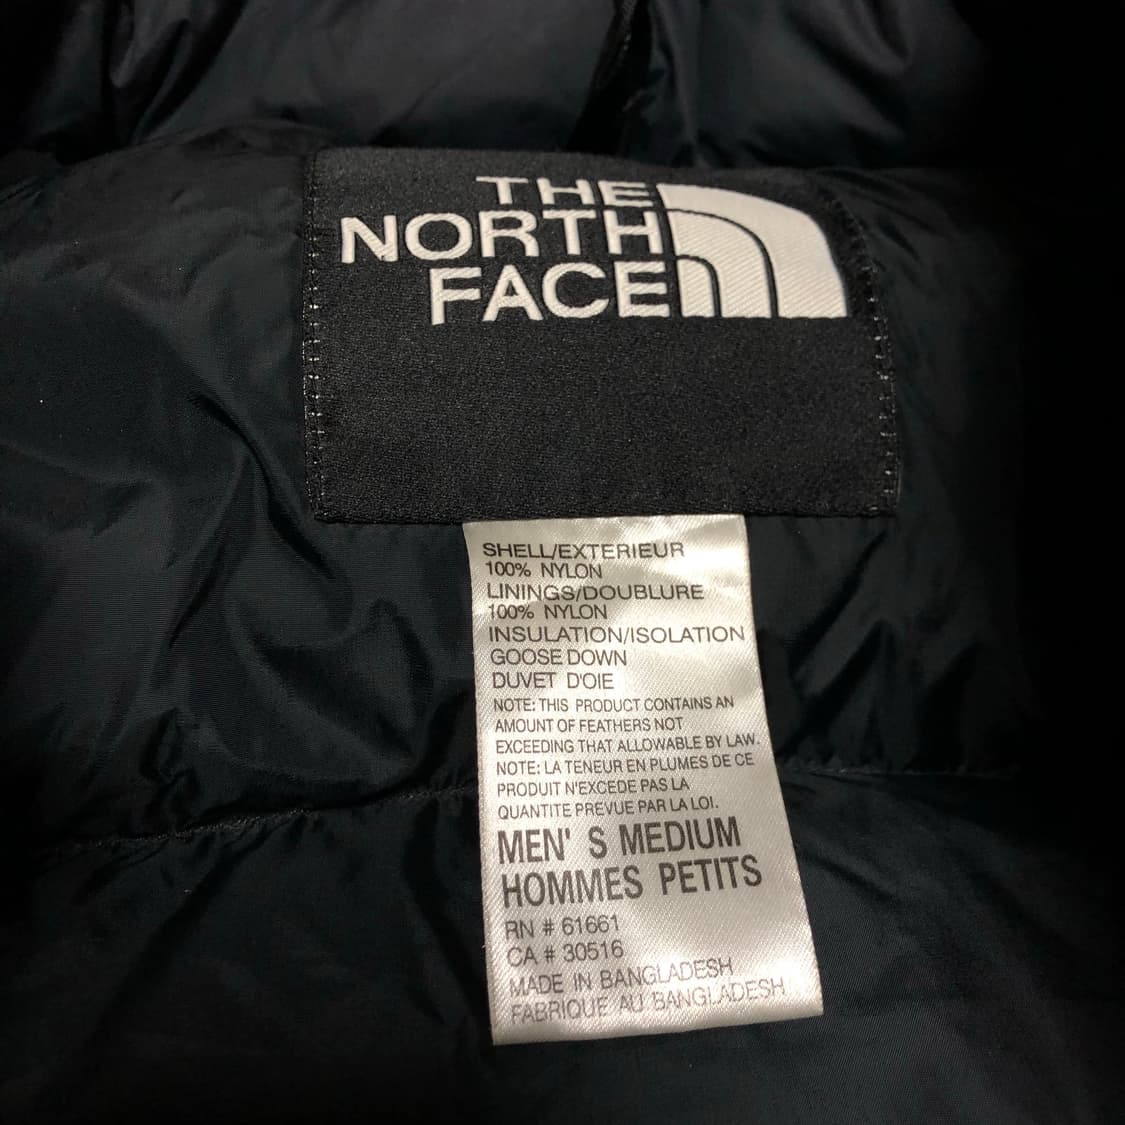 THE
NORTH
FACE
SHELL/EXTERIEUR
100% NYLON
LININGS/DOUBLURE
100% NYLON
INSULATION/ISOLATION
GOOSE DOWN
DUVET D'OIE
NOTE: THIS PRODUCT CONTAINS AN
AMOUNT OF FEATHERS NOT
EXCEEDING THAT ALLOWABLE BY LAW.
NOTE: LA TENEUR EN PLUMES DE CE
PRODUIT N'EXCEDE PAS LA
QUANTITE PREVUE PAR LA LOI.
MEN' S MEDIUM
HOMMES PETITS
RN # 61661
CA # 30516
MADE IN BANGLADESH
FABRIQUE AU BANGLADESH